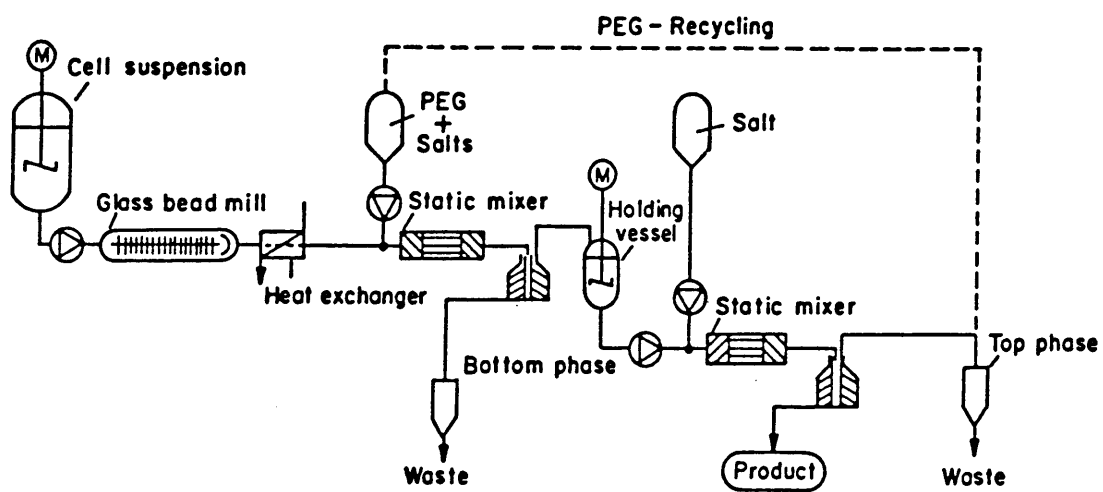 PEG - Recycling
M
Cell suspension
PEG
+
Salts
Salt
M
Glass bead mill
Static mixer
Holding
vessel
Heat exchanger
Static mixer
Bottom phase
Top phase
Waste
Product
Waste